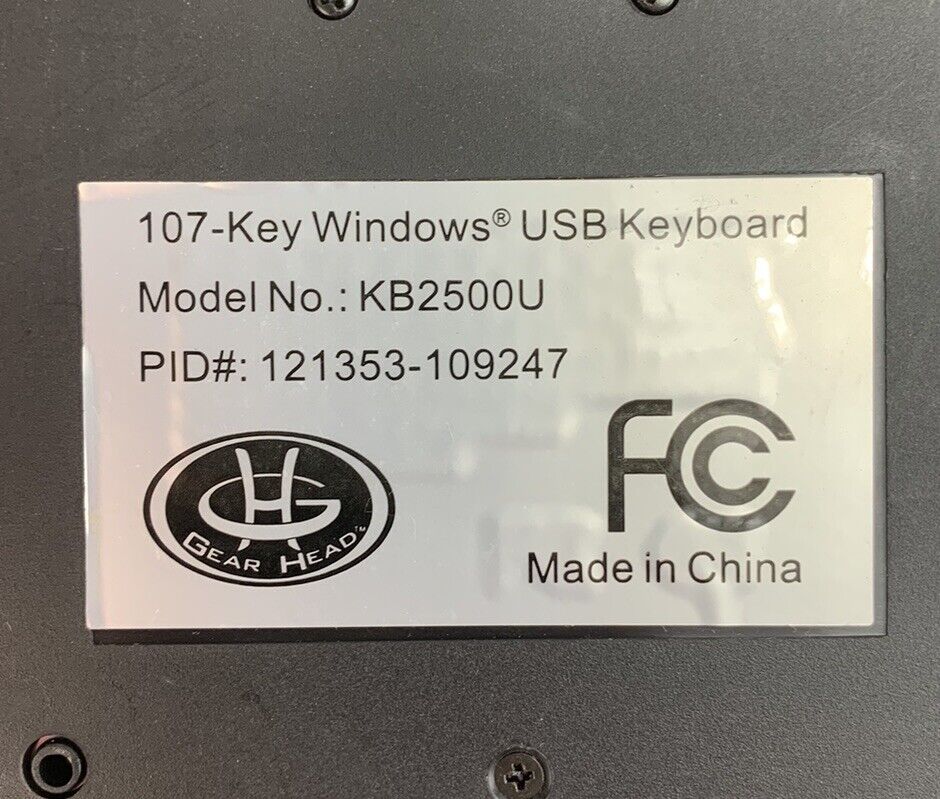 107-Key Windows® USB Keyboard
Model No.: KB2500U
PID#: 121353-109247
GH
GEAR HEAD™
FC
Made in China